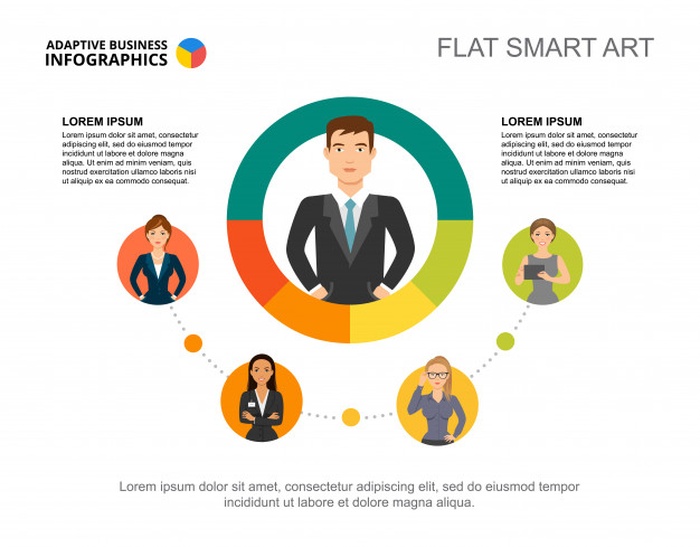 ADAPTIVE BUSINESS
INFOGRAPHICS
FLAT SMART ART
LOREM IPSUM
Lorem ipsum dolor sit amet, consectetur
adipiscing elit, sed do eiusmod tempor
incididunt ut labore et dolore magna
aliqua. Ut enim ad minim veniam, quis
nostrud exercitation ullamco laboris nisi
ut aliquip ex ea commodo consequat.
LOREM IPSUM
Lorem ipsum dolor sit amet, consectetur
adipiscing elit, sed do eiusmod tempor
incididunt ut labore et dolore magna
aliqua. Ut enim ad minim veniam, quis
nostrud exercitation ullamco laboris nisi
ut aliquip ex ea commodo consequat.
Lorem ipsum dolor sit amet, consectetur adipiscing elit, sed do eiusmod tempor
incididunt ut labore et dolore magna aliqua.